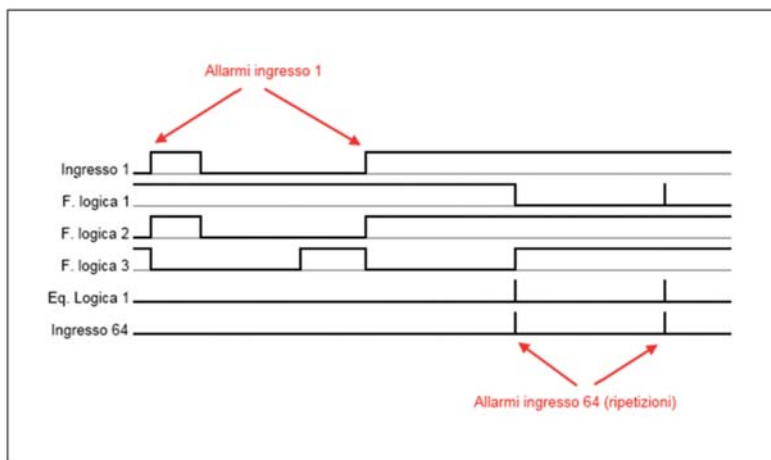 Allarmi ingresso 1
Ingresso 1
F. logica 1
F. logica 2
F. logica 3
Eq. Logica 1
Ingresso 64
Allarmi ingresso 64 (ripetizioni)